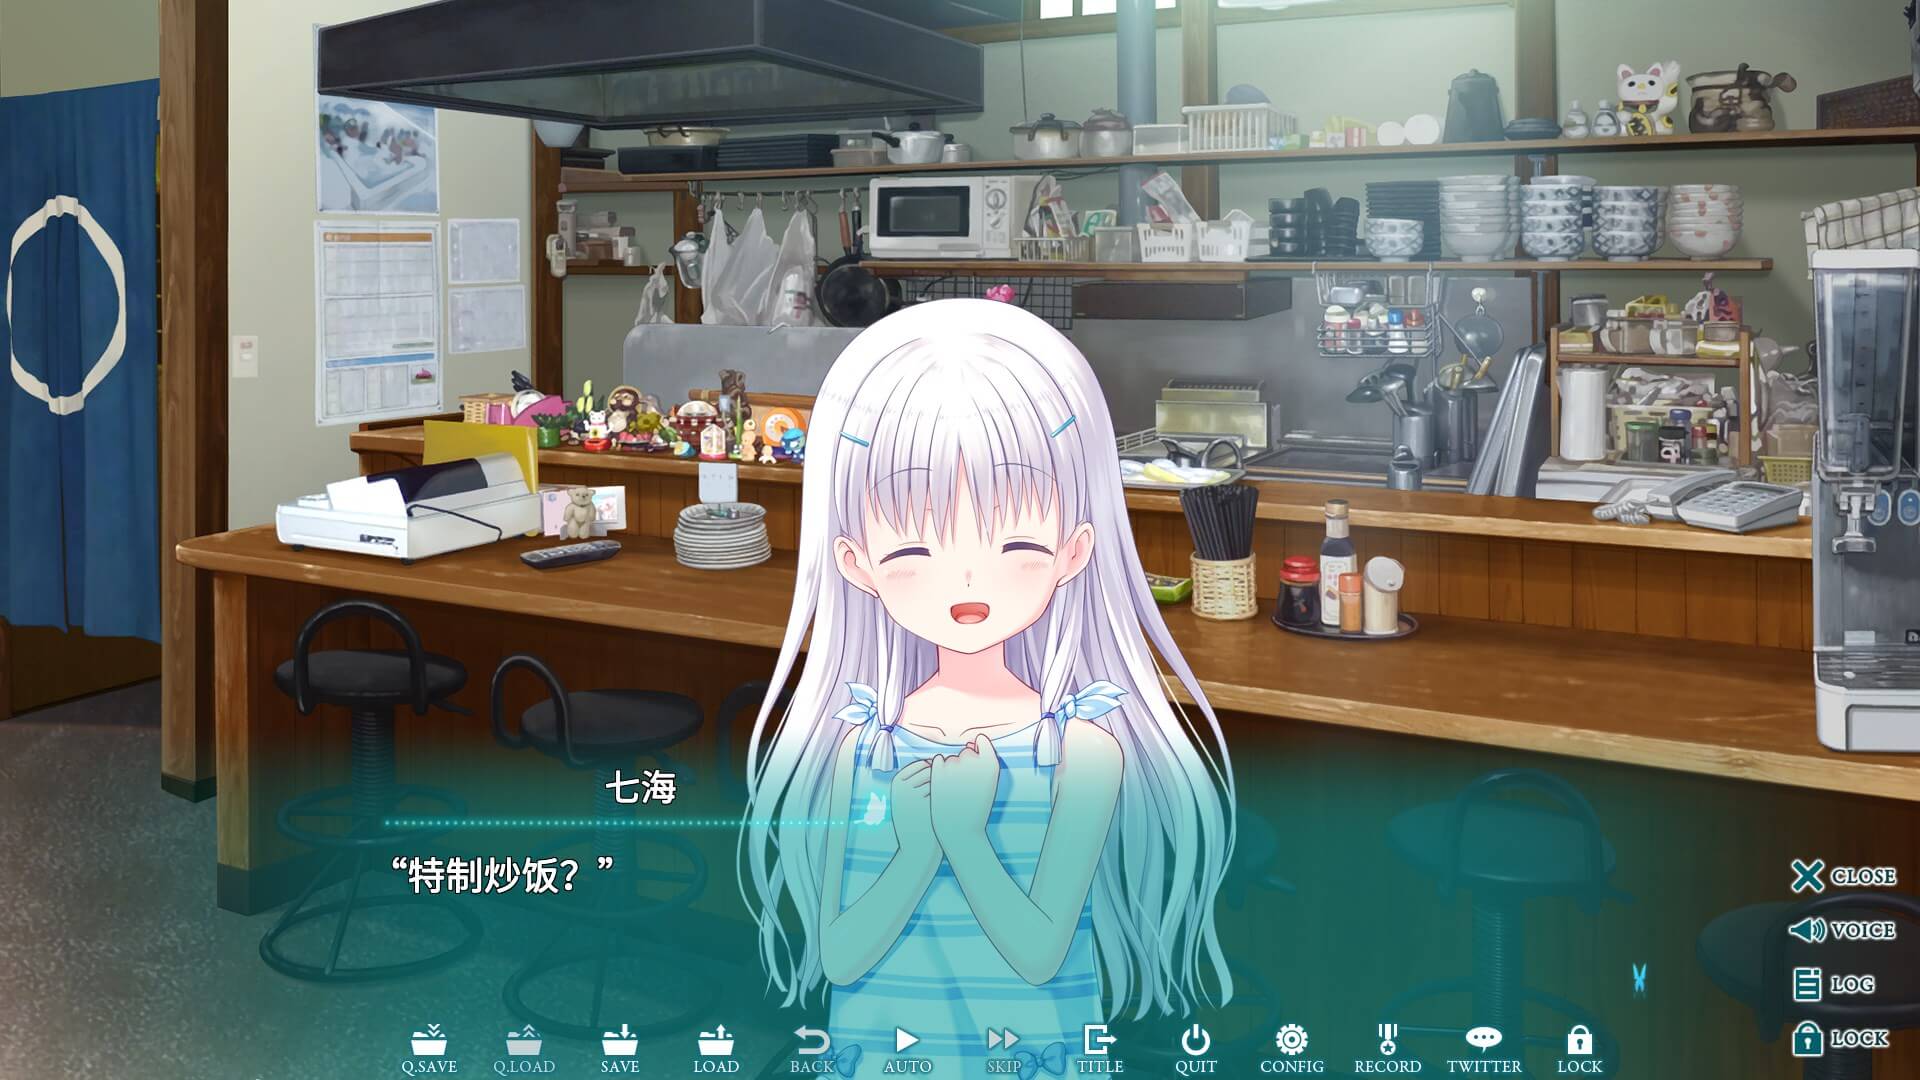 七海
“特制炒饭？”
CLOSE
VOICE
LOG
LOCK
Q.SAVE
Q.LOAD
SAVE
LOAD
BACK
AUTO
SKIP
TITLE
QUIT
CONFIG
RECORD
TWITTER
LOCK